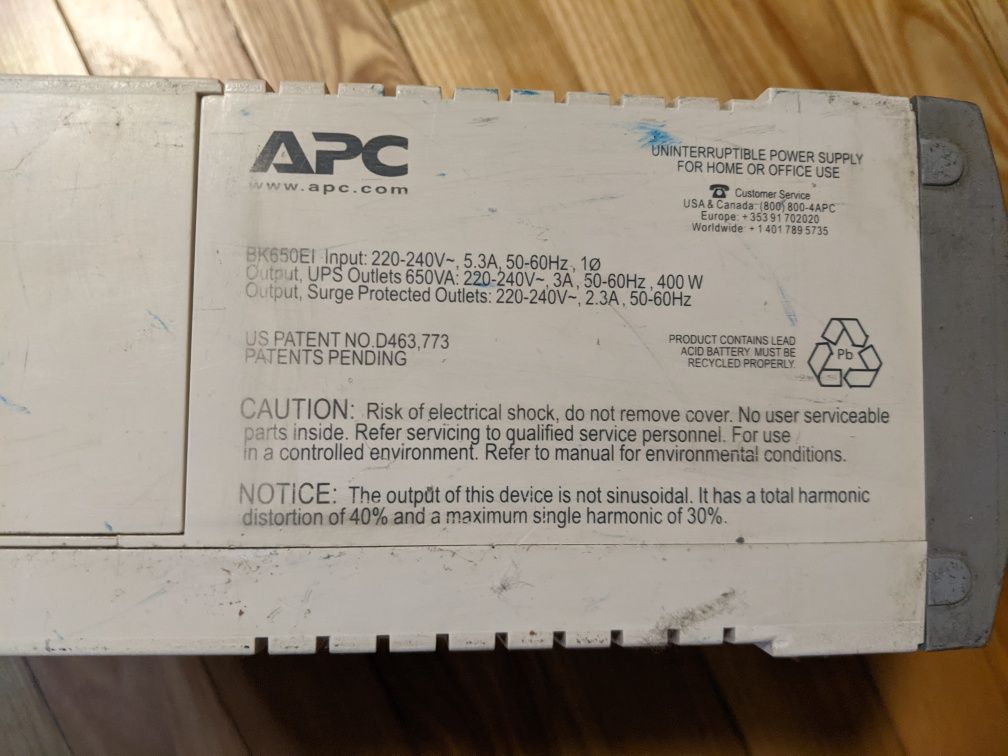 APC
www.apc.com
UNINTERRUPTIBLE POWER SUPPLY
FOR HOME OR OFFICE USE
Customer Service
USA & Canada: (800) 800-4APC
Europe: +353 91 702020
Worldwide: +1 401 789 5735
BK650EI Input: 220-240V~, 5.3A, 50-60Hz, 1Ø
Output, UPS Outlets 650VA: 220-240V~, 3A, 50-60Hz, 400 W
Output, Surge Protected Outlets: 220-240V~, 2.3A, 50-60Hz
US PATENT NO.D463,773
PATENTS PENDING
PRODUCT CONTAINS LEAD
ACID BATTERY. MUST BE
RECYCLED PROPERLY.
Pb
CAUTION: Risk of electrical shock, do not remove cover. No user serviceable
parts inside. Refer servicing to qualified service personnel. For use
in a controlled environment. Refer to manual for environmental conditions.
NOTICE: The output of this device is not sinusoidal. It has a total harmonic
distortion of 40% and a maximum single harmonic of 30%.